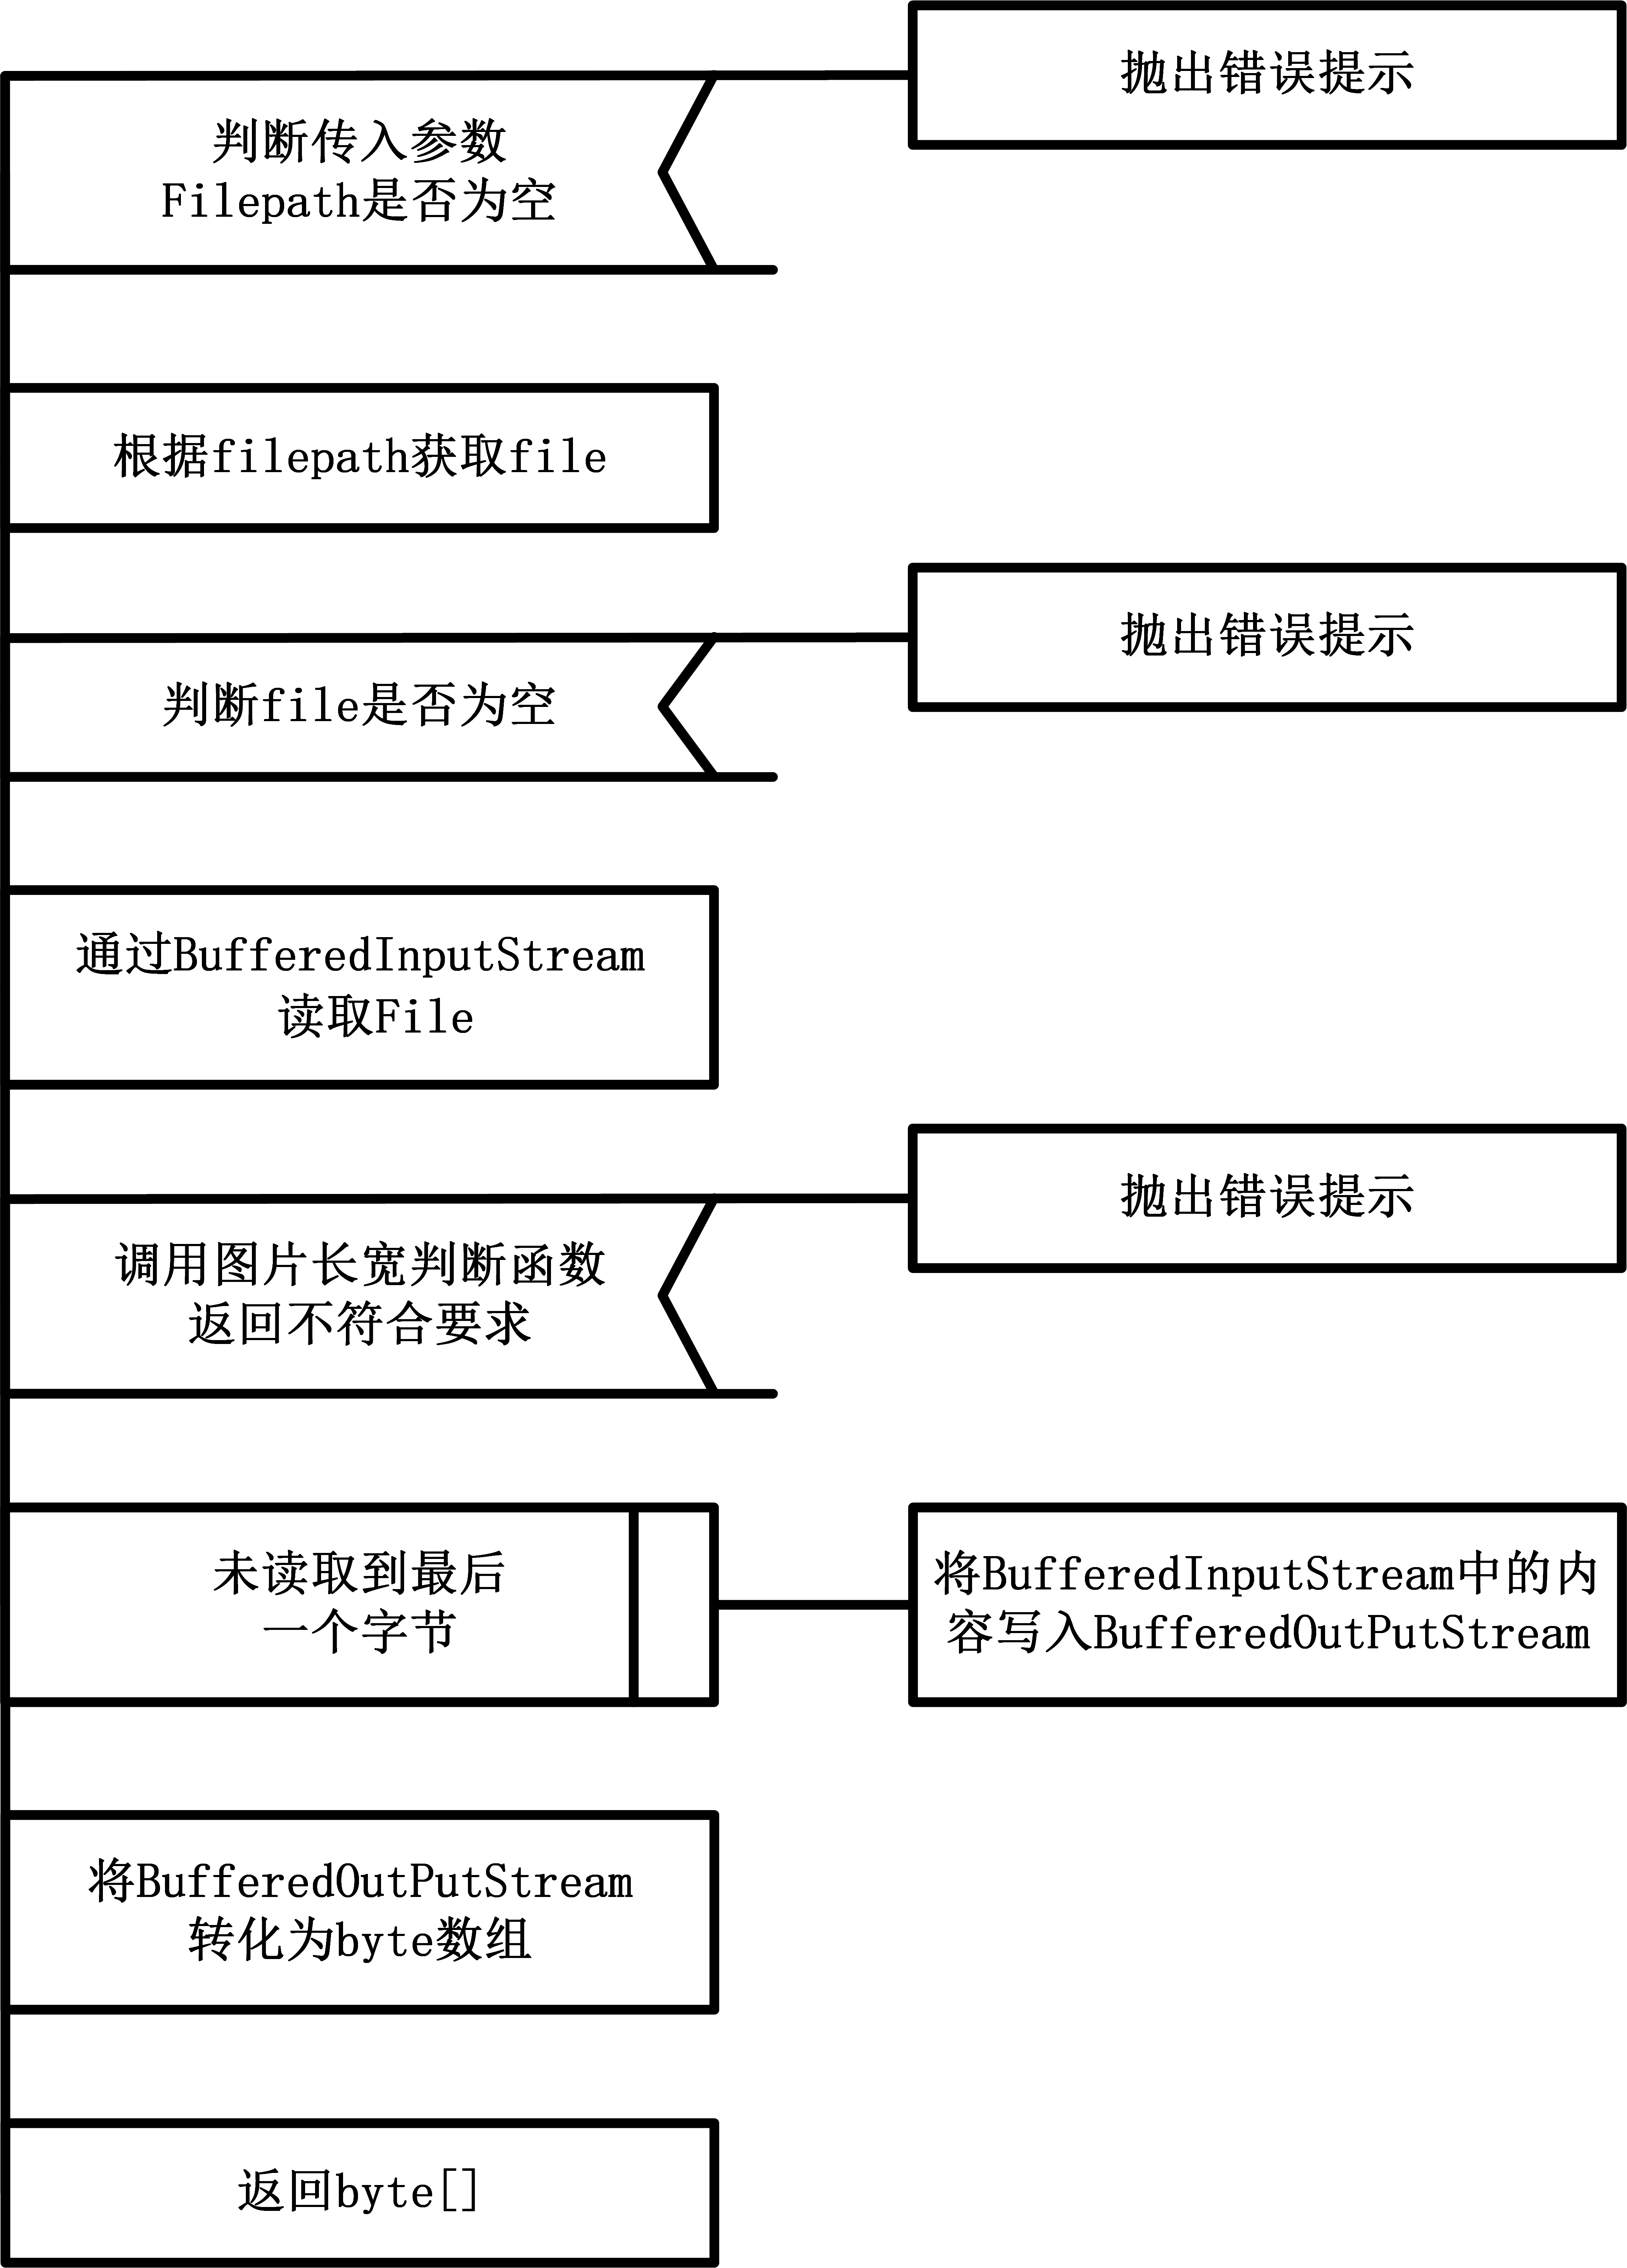 抛出错误提示
判断传入参数
Filepath是否为空
根据filepath获取file
抛出错误提示
判断file是否为空
通过BufferedInputStream
读取File
抛出错误提示
调用图片长宽判断函数
返回不符合要求
未读取到最后
一个字节
将BufferedInputStream中的内
容写入BufferedOutPutStream
将BufferedOutPutStream
转化为byte数组
返回byte[]